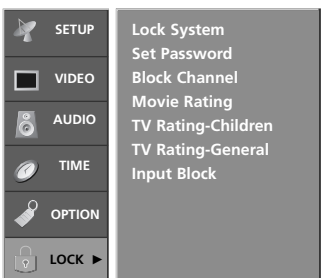 SETUP
VIDEO
AUDIO
TIME
OPTION
LOCK ►
Lock System
Set Password
Block Channel
Movie Rating
TV Rating-Children
TV Rating-General
Input Block